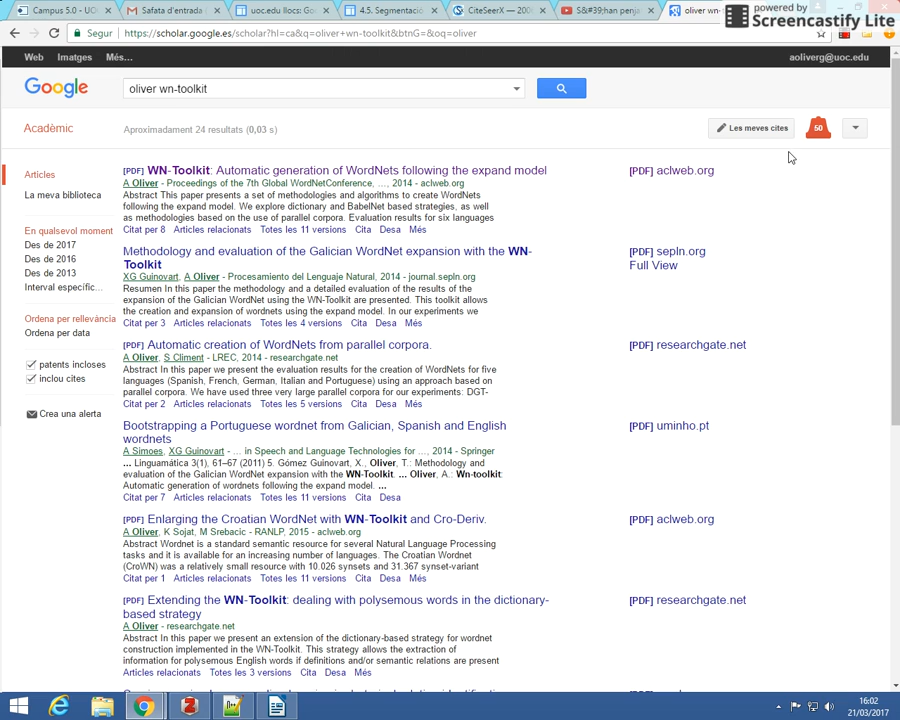 Campus 5.0 - UO
Safata d'entrada
uoc.edu llocs: Go
4.5. Segmentació
CiteSeerX — 200
S&#39;han penja
oliver wn-
powered by
Screencastify Lite
Segur
https://scholar.google.es/scholar?hl=ca&q=oliver+wn-toolkit&btnG=&oq=oliver
Web Imatges Més... aoliverg@uoc.edu
Google oliver wn-toolkit
Acadèmic Aproximadament 24 resultats (0,03 s) Les meves cites 50
Articles
La meva biblioteca
En qualsevol moment
Des de 2017
Des de 2016
Des de 2013
Interval específic...
Ordena per rellevància
Ordena per data
patents incloses
inclou cites
Crea una alerta
[PDF] WN-Toolkit: Automatic generation of WordNets following the expand model [PDF] aclweb.org
A Oliver - Proceedings of the 7th Global WordNetConference, ..., 2014 - aclweb.org
Abstract This paper presents a set of methodologies and algorithms to create WordNets
following the expand model. We explore dictionary and BabelNet based strategies, as well
as methodologies based on the use of parallel corpora. Evaluation results for six languages
Citat per 8 Articles relacionats Totes les 11 versions Cita Desa Més
Methodology and evaluation of the Galician WordNet expansion with the WN- [PDF] sepln.org
Toolkit Full View
XG Guinovart, A Oliver - Procesamiento del Lenguaje Natural, 2014 - journal.sepln.org
Resumen In this paper the methodology and a detailed evaluation of the results of the
expansion of the Galician WordNet using the WN-Toolkit are presented. This toolkit allows
the creation and expansion of wordnets using the expand model. In our experiments we
Citat per 3 Articles relacionats Totes les 4 versions Cita Desa Més
[PDF] Automatic creation of WordNets from parallel corpora. [PDF] researchgate.net
A Oliver, S Climent - LREC, 2014 - researchgate.net
Abstract In this paper we present the evaluation results for the creation of WordNets for five
languages (Spanish, French, German, Italian and Portuguese) using an approach based on
parallel corpora. We have used three very large parallel corpora for our experiments: DGT-
Citat per 2 Articles relacionats Totes les 5 versions Cita Desa Més
Bootstrapping a Portuguese wordnet from Galician, Spanish and English [PDF] uminho.pt
wordnets
A Simoes, XG Guinovart - ... in Speech and Language Technologies for ..., 2014 - Springer
... Linguamática 3(1), 61–67 (2011) 5. Gómez Guinovart, X., Oliver, T.: Methodology and
evaluation of the Galician WordNet expansion with the WN-Toolkit. ... Oliver, A.: Wn-toolkit:
Automatic generation of wordnets following the expand model. ...
Citat per 7 Articles relacionats Totes les 11 versions Cita Desa
[PDF] Enlarging the Croatian WordNet with WN-Toolkit and Cro-Deriv. [PDF] aclweb.org
A Oliver, K Sojat, M Srebacic - RANLP, 2015 - aclweb.org
Abstract Wordnet is a standard semantic resource for several Natural Language Processing
tasks and it is available for an increasing number of languages. The Croatian Wordnet
(CroWN) was a relatively small resource with 10.026 synsets and 31.367 synset-variant
Citat per 1 Articles relacionats Totes les 11 versions Cita Desa Més
[PDF] Extending the WN-Toolkit: dealing with polysemous words in the dictionary- [PDF] researchgate.net
based strategy
A Oliver - researchgate.net
Abstract In this paper we present an extension of the dictionary-based strategy for wordnet
construction implemented in the WN-Toolkit. This strategy allows the extraction of
information for polysemous English words if definitions and/or semantic relations are present
Articles relacionats Totes les 3 versions Cita Desa Més
16:02
21/03/2017